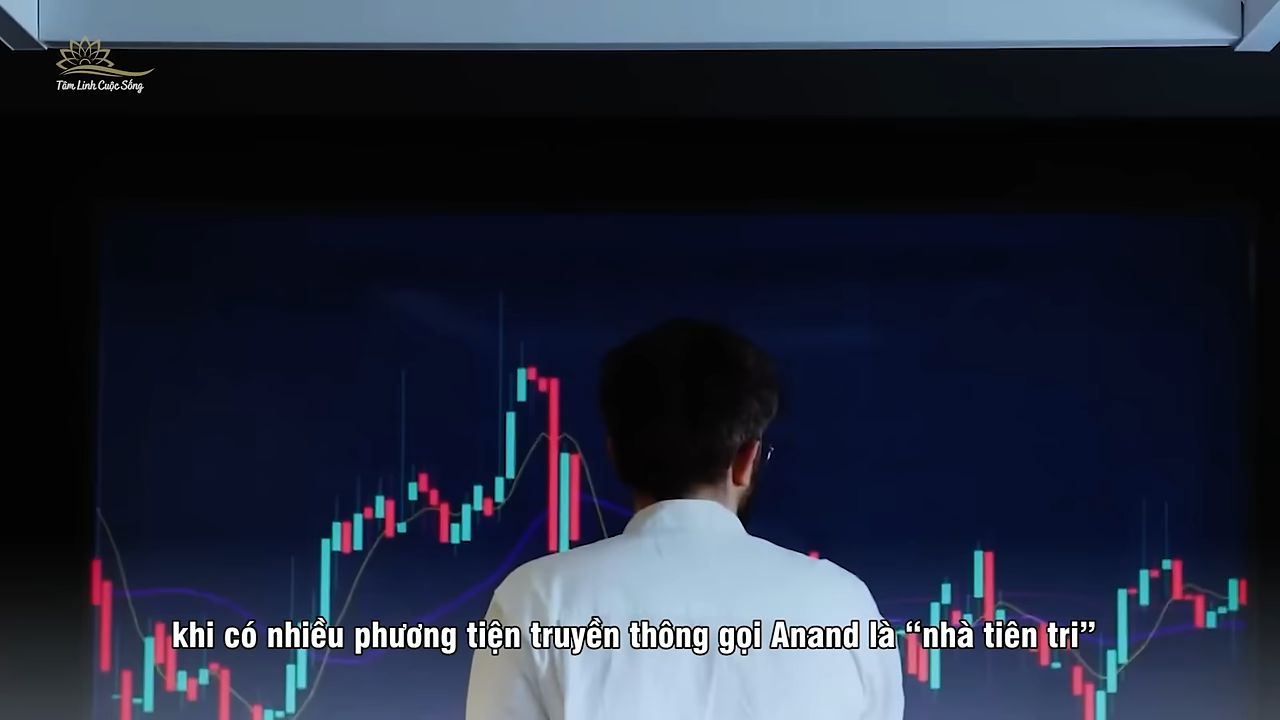 Tâm Linh Cuộc Sống
khi có nhiều phương tiện truyền thông gọi Anand là “nhà tiên tri”